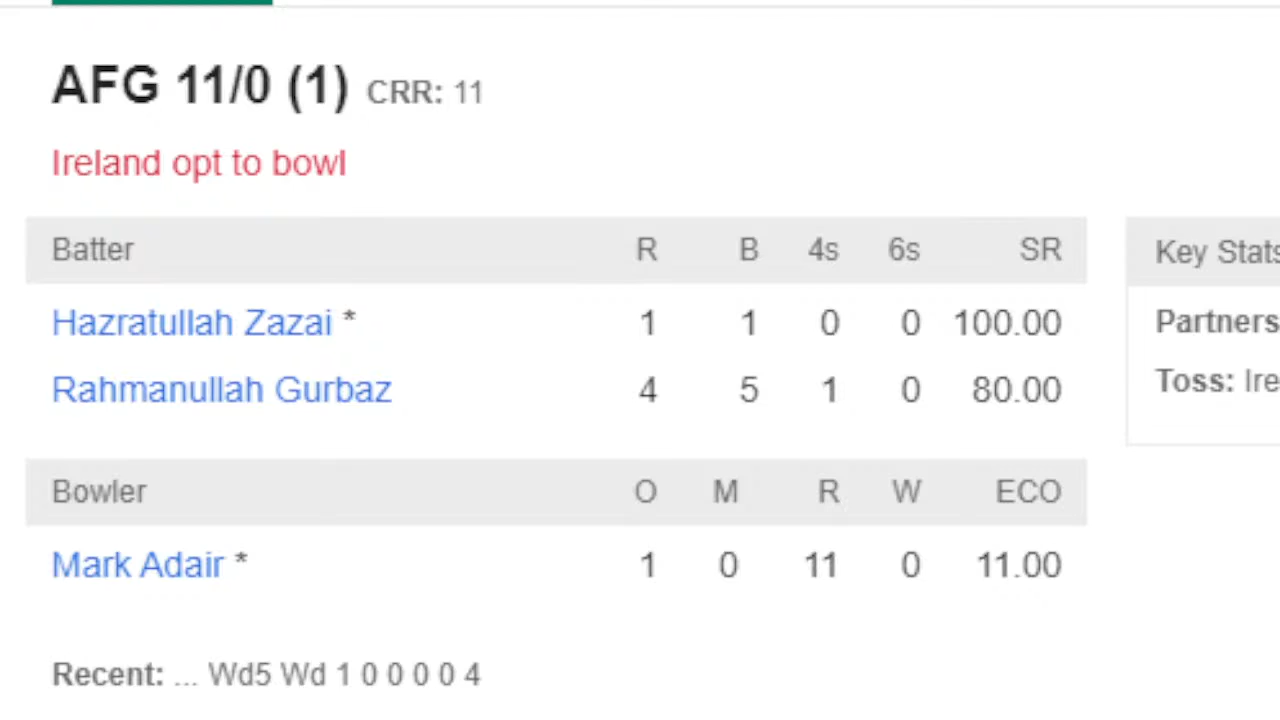 AFG 11/0 (1) CRR: 11
Ireland opt to bowl
Batter R B 4s 6s SR
Hazratullah Zazai * 1 1 0 0 100.00
Rahmanullah Gurbaz 4 5 1 0 80.00
Bowler O M R W ECO
Mark Adair * 1 0 11 0 11.00
Recent: ... Wd5 Wd 1 0 0 0 0 4
Key Stats
Partners
Toss: Ire